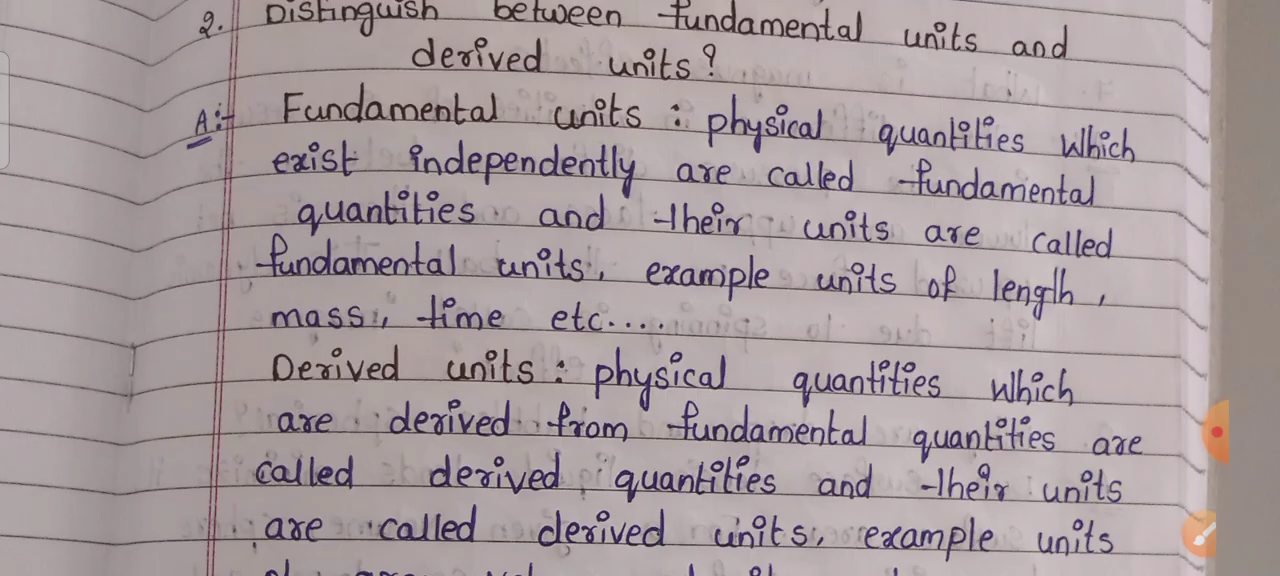 2. Distinguish between fundamental units and
derived units?
A:- Fundamental units : physical quantities which
exist independently are called fundamental
quantities and their units are called
fundamental units, example units of length,
mass, time etc....
Derived units : physical quantities which
are derived from fundamental quantities are
called derived quantities and their units
are called derived units, example units